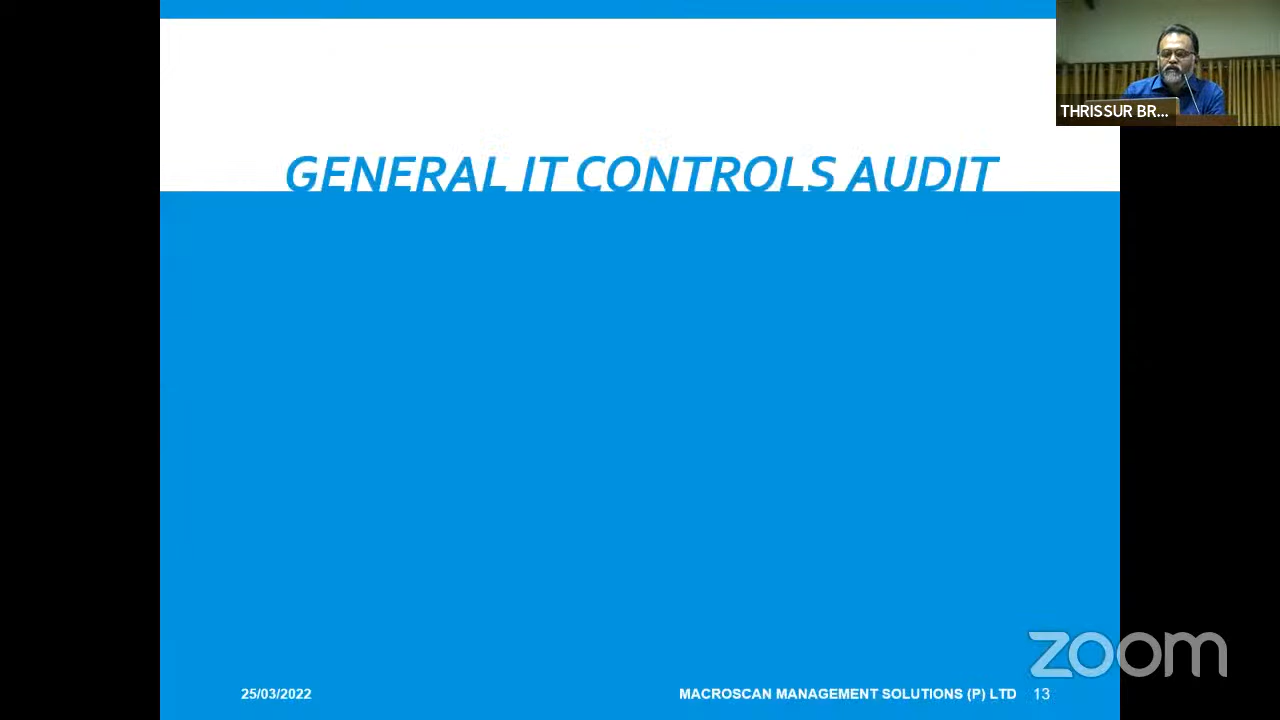 THRISSUR BR...
GENERAL IT CONTROLS AUDIT
zoom
25/03/2022
MACROSCAN MANAGEMENT SOLUTIONS (P) LTD 13